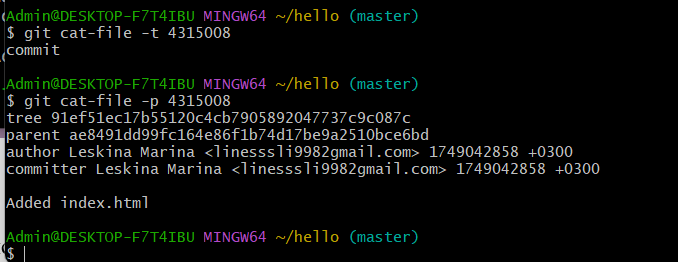 Admin@DESKTOP-F7T4IBU MINGW64 ~/hello (master)
$ git cat-file -t 4315008
commit
Admin@DESKTOP-F7T4IBU MINGW64 ~/hello (master)
$ git cat-file -p 4315008
tree 91ef51ec17b55120c4cb7905892047737c9c087c
parent ae8491dd99fc164e86f1b74d17be9a2510bce6bd
author Leskina Marina <linesssli9982gmail.com> 1749042858 +0300
committer Leskina Marina <linesssli9982gmail.com> 1749042858 +0300
Added index.html
Admin@DESKTOP-F7T4IBU MINGW64 ~/hello (master)
$